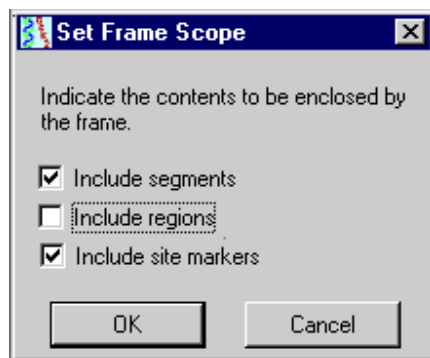 Set Frame Scope
Indicate the contents to be enclosed by
the frame.
Include segments
Include regions
Include site markers
OK
Cancel